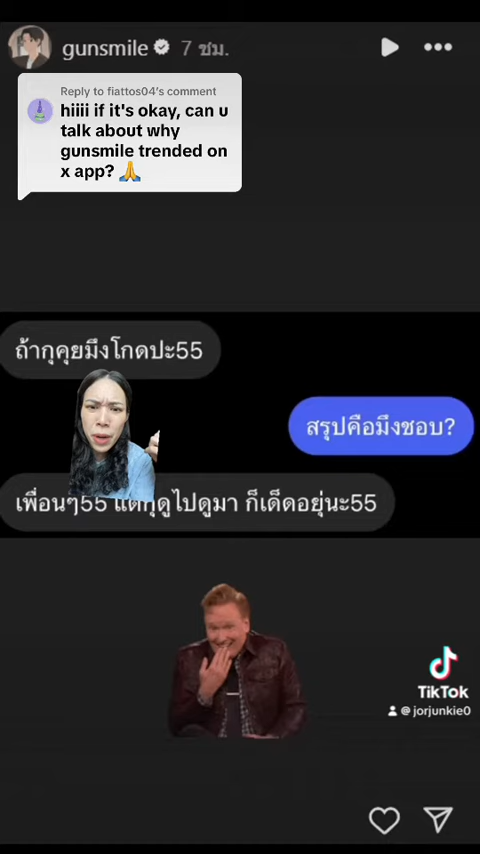 gunsmile 7 ชม.
Reply to fiattos04's comment
hiiii if it's okay, can u
talk about why
gunsmile trended on
x app? 🙏
ถ้ากุคุยมึงโกดปะ55
สรุปคือมึงชอบ?
เพื่อนๆ55 แต่กุดูไปดูมา ก็เด็ดอยุ่นะ55
TikTok
@jorjunkie0